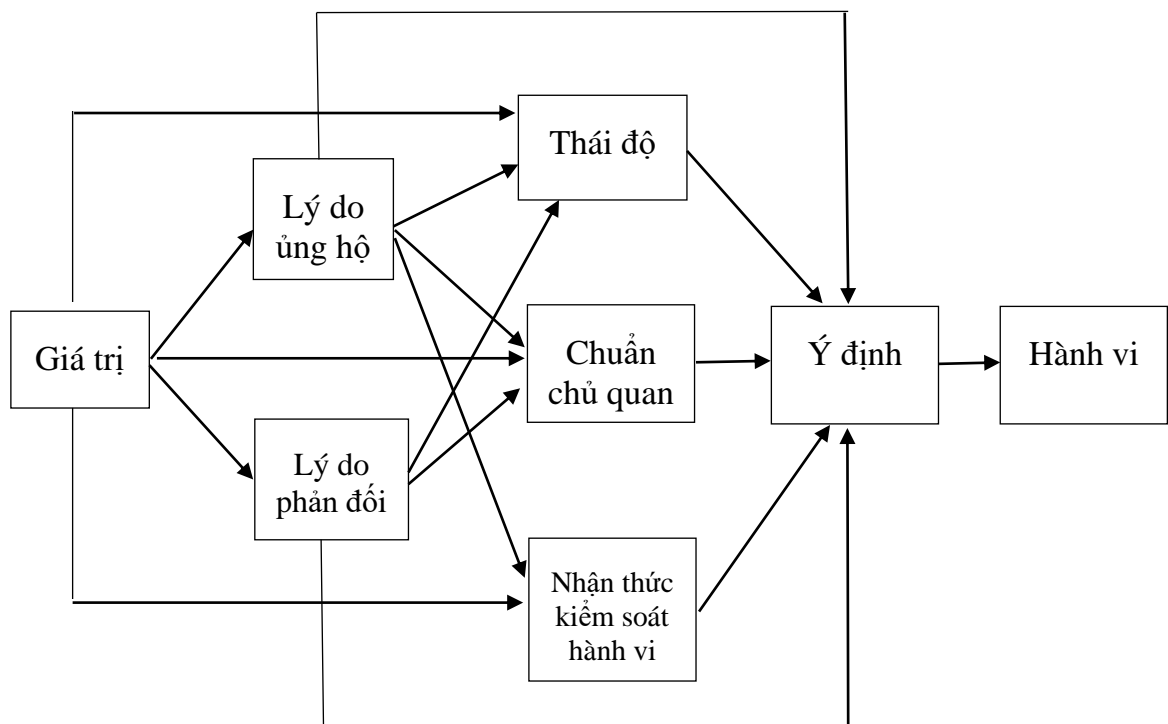 Thái độ
Lý do
ủng hộ
Giá trị
Chuẩn
chủ quan
Ý định
Hành vi
Lý do
phản đối
Nhận thức
kiểm soát
hành vi